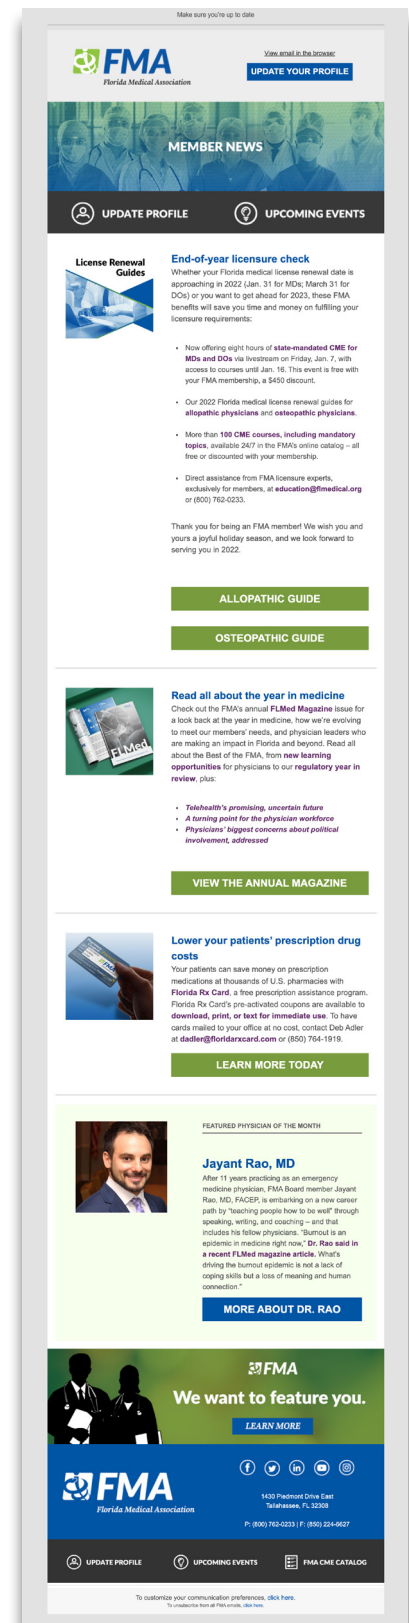 Make sure you're up to date
FMA
Florida Medical Association
View email in the browser
UPDATE YOUR PROFILE
MEMBER NEWS
UPDATE PROFILE
UPCOMING EVENTS
License Renewal
Guides
End-of-year licensure check
Whether your Florida medical license renewal date is
approaching in 2022 (Jan. 31 for MDs; March 31 for
DOs) or you want to get ahead for 2023, these FMA
benefits will save you time and money on fulfilling your
licensure requirements:
• Now offering eight hours of state-mandated CME for
MDs and DOs via livestream on Friday, Jan. 7, with
access to courses until Jan. 16. This event is free with
your FMA membership, a $450 discount.
• Our 2022 Florida medical license renewal guides for
allopathic physicians and osteopathic physicians.
• More than 100 CME courses, including mandatory
topics, available 24/7 in the FMA's online catalog – all
free or discounted with your membership.
• Direct assistance from FMA licensure experts,
exclusively for members, at education@flmedical.org
or (800) 762-0233.
Thank you for being an FMA member! We wish you and
yours a joyful holiday season, and we look forward to
serving you in 2022.
ALLOPATHIC GUIDE
OSTEOPATHIC GUIDE
FLMed
Read all about the year in medicine
Check out the FMA's annual FLMed Magazine issue for
a look back at the year in medicine, how we're evolving
to meet our members' needs, and physician leaders who
are making an impact in Florida and beyond. Read all
about the Best of the FMA, from new learning
opportunities for physicians to our regulatory year in
review, plus:
• Telehealth's promising, uncertain future
• A turning point for the physician workforce
• Physicians' biggest concerns about political
involvement, addressed
VIEW THE ANNUAL MAGAZINE
Lower your patients' prescription drug
costs
Your patients can save money on prescription
medications at thousands of U.S. pharmacies with
Florida Rx Card, a free prescription assistance program.
Florida Rx Card's pre-activated coupons are available to
download, print, or text for immediate use. To have
cards mailed to your office at no cost, contact Deb Adler
at dadler@floridarxcard.com or (850) 764-1919.
LEARN MORE TODAY
FEATURED PHYSICIAN OF THE MONTH
Jayant Rao, MD
After 11 years practicing as an emergency
medicine physician, FMA Board member Jayant
Rao, MD, FACEP, is embarking on a new career
path by “teaching people how to be well” through
speaking, writing, and coaching – and that
includes his fellow physicians. “Burnout is an
epidemic in medicine right now,” Dr. Rao said in
a recent FLMed magazine article. What's
driving the burnout epidemic is not a lack of
coping skills but a loss of meaning and human
connection.”
MORE ABOUT DR. RAO
FMA
We want to feature you.
LEARN MORE
FMA
Florida Medical Association
1430 Piedmont Drive East
Tallahassee, FL 32308
P: (800) 762-0233 | F: (850) 224-6627
UPDATE PROFILE
UPCOMING EVENTS
FMA CME CATALOG
To customize your communication preferences, click here.
To unsubscribe from all FMA emails, click here.